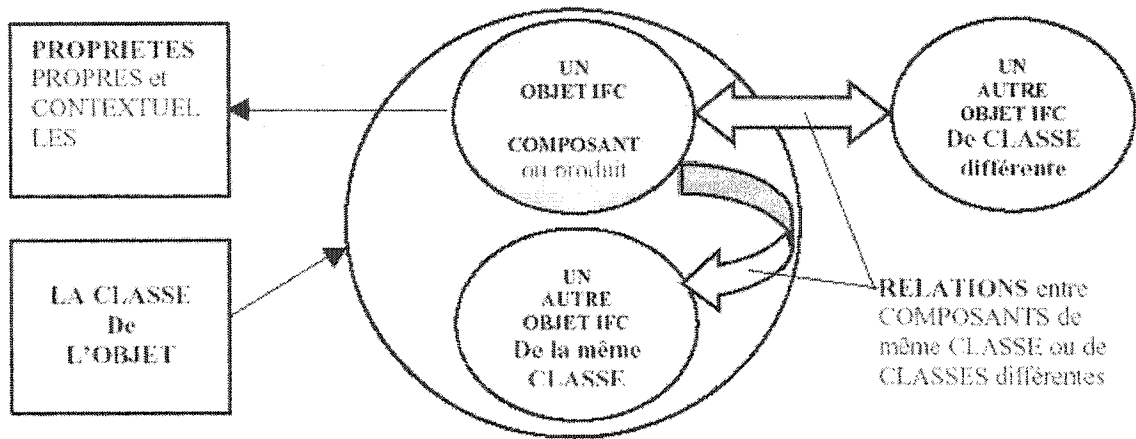 PROPRIETES
PROPRES et
CONTEXTUEL
LES
LA CLASSE
De
L'OBJET
UN
OBJET IFC
COMPOSANT
ou produit
UN
AUTRE
OBJET IFC
De la même
CLASSE
UN
AUTRE
OBJET IFC
De CLASSE
différente
RELATIONS entre
COMPOSANTS de
même CLASSE ou de
CLASSES différentes